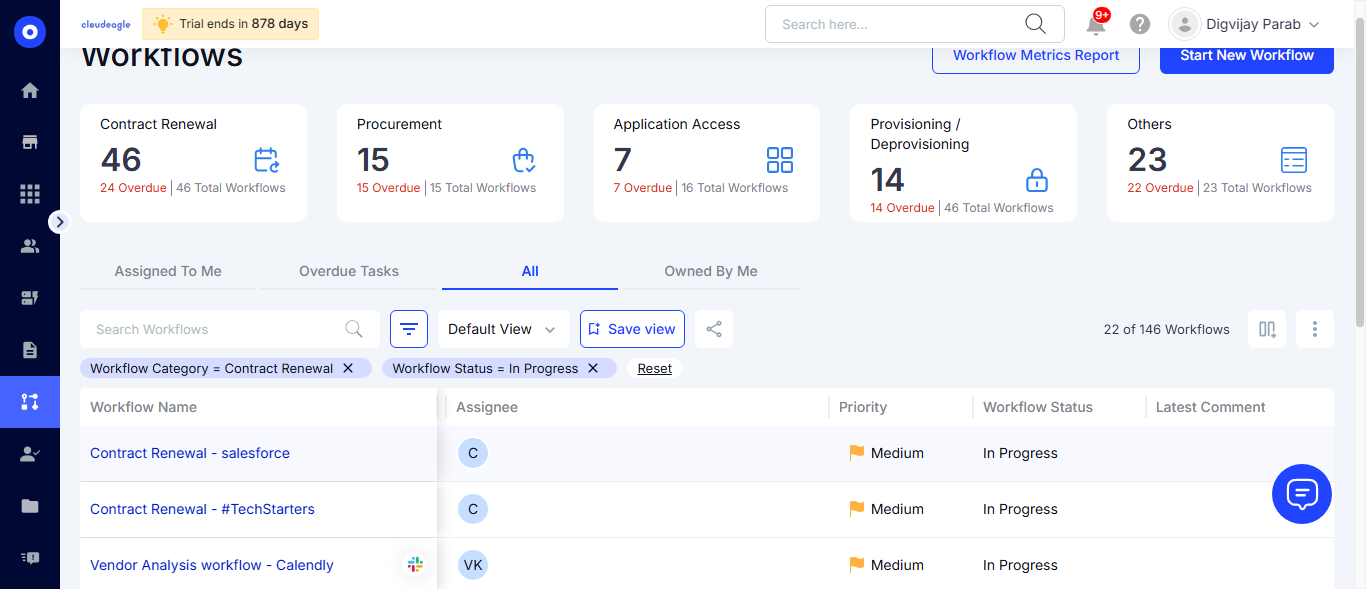 cloudeagle
Trial ends in 878 days
Search here...
9+
Digvijay Parab
Workflows
Workflow Metrics Report
Start New Workflow
Contract Renewal
46
24 Overdue | 46 Total Workflows
Procurement
15
15 Overdue | 15 Total Workflows
Application Access
7
7 Overdue | 16 Total Workflows
Provisioning /
Deprovisioning
14
14 Overdue | 46 Total Workflows
Others
23
22 Overdue | 23 Total Workflows
Assigned To Me
Overdue Tasks
All
Owned By Me
Search Workflows
Default View
Save view
22 of 146 Workflows
Workflow Category = Contract Renewal
Workflow Status = In Progress
Reset
Workflow Name
Assignee
Priority
Workflow Status
Latest Comment
Contract Renewal - salesforce
C
Medium
In Progress
Contract Renewal - #TechStarters
C
Medium
In Progress
Vendor Analysis workflow - Calendly
VK
Medium
In Progress